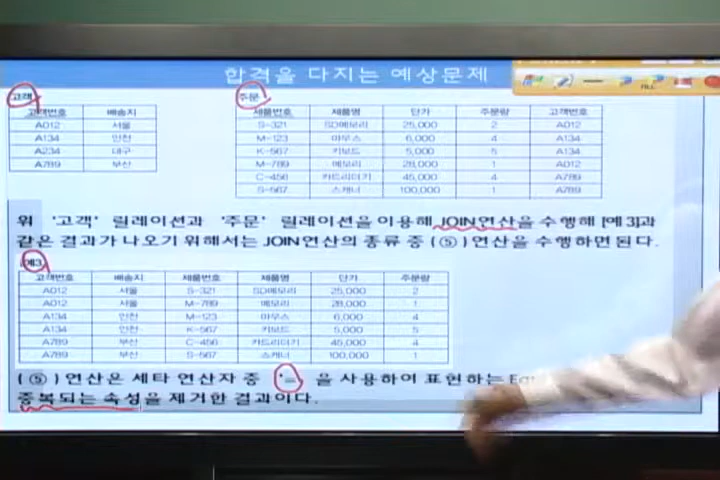 합격을 다지는 예상문제
고객
고객번호 배송지
A012 서울
A134 인천
A234 대구
A789 부산
주문
제품번호 제품명 단가 주문량 고객번호
S-321 SD메모리 25,000 2 A012
M-123 마우스 6,000 4 A134
K-567 키보드 5,000 5 A134
M-789 메모리 28,000 1 A012
C-456 카드리더기 45,000 4 A789
S-567 스캐너 100,000 1 A789
위 '고객' 릴레이션과 '주문' 릴레이션을 이용해 JOIN연산을 수행해 [예3]과
같은 결과가 나오기 위해서는 JOIN연산의 종류 중 (⑤)연산을 수행하면 된다.
예3
고객번호 배송지 제품번호 제품명 단가 주문량
A012 서울 S-321 SD메모리 25,000 2
A012 서울 M-789 메모리 28,000 1
A134 인천 M-123 마우스 6,000 4
A134 인천 K-567 키보드 5,000 5
A789 부산 C-456 카드리더기 45,000 4
A789 부산 S-567 스캐너 100,000 1
(⑤)연산은 세타 연산자 중 '=' 을 사용하여 표현하는
중복되는 속성을 제거한 결과이다.